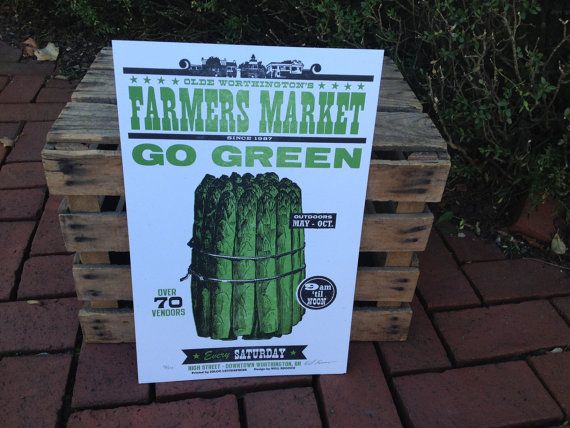 OLDE WORTHINGTON'S
FARMERS MARKET
SINCE 1987
GO GREEN
OUTDOORS
MAY - OCT.
OVER
70
VENDORS
9am
'til
NOON
Every SATURDAY
HIGH STREET - DOWNTOWN WORTHINGTON, OH